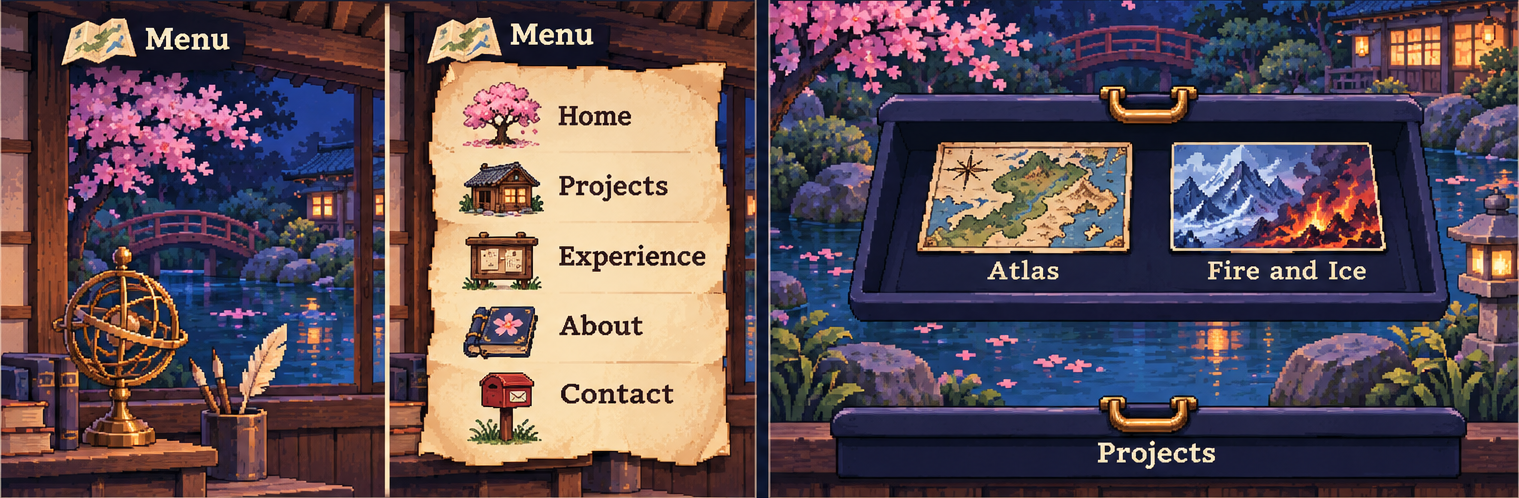 Menu
Menu
Home
Projects
Experience
About
Contact
Atlas
Fire and Ice
Projects